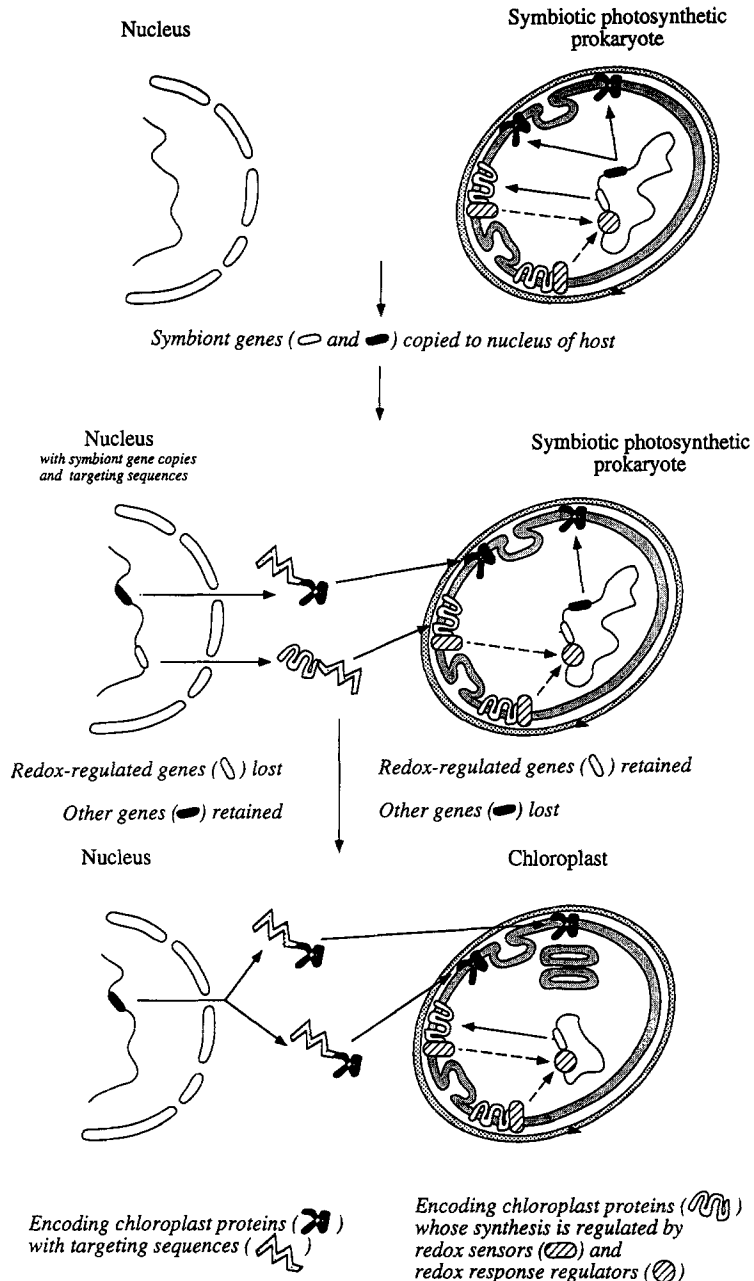 Nucleus
Symbiotic photosynthetic
prokaryote
Symbiont genes ( and ) copied to nucleus of host
Nucleus
with symbiont gene copies
and targeting sequences
Symbiotic photosynthetic
prokaryote
Redox-regulated genes ( ) lost
Other genes ( ) retained
Redox-regulated genes ( ) retained
Other genes ( ) lost
Nucleus
Chloroplast
Encoding chloroplast proteins ( )
with targeting sequences ( )
Encoding chloroplast proteins ( )
whose synthesis is regulated by
redox sensors ( ) and
redox response regulators ( )